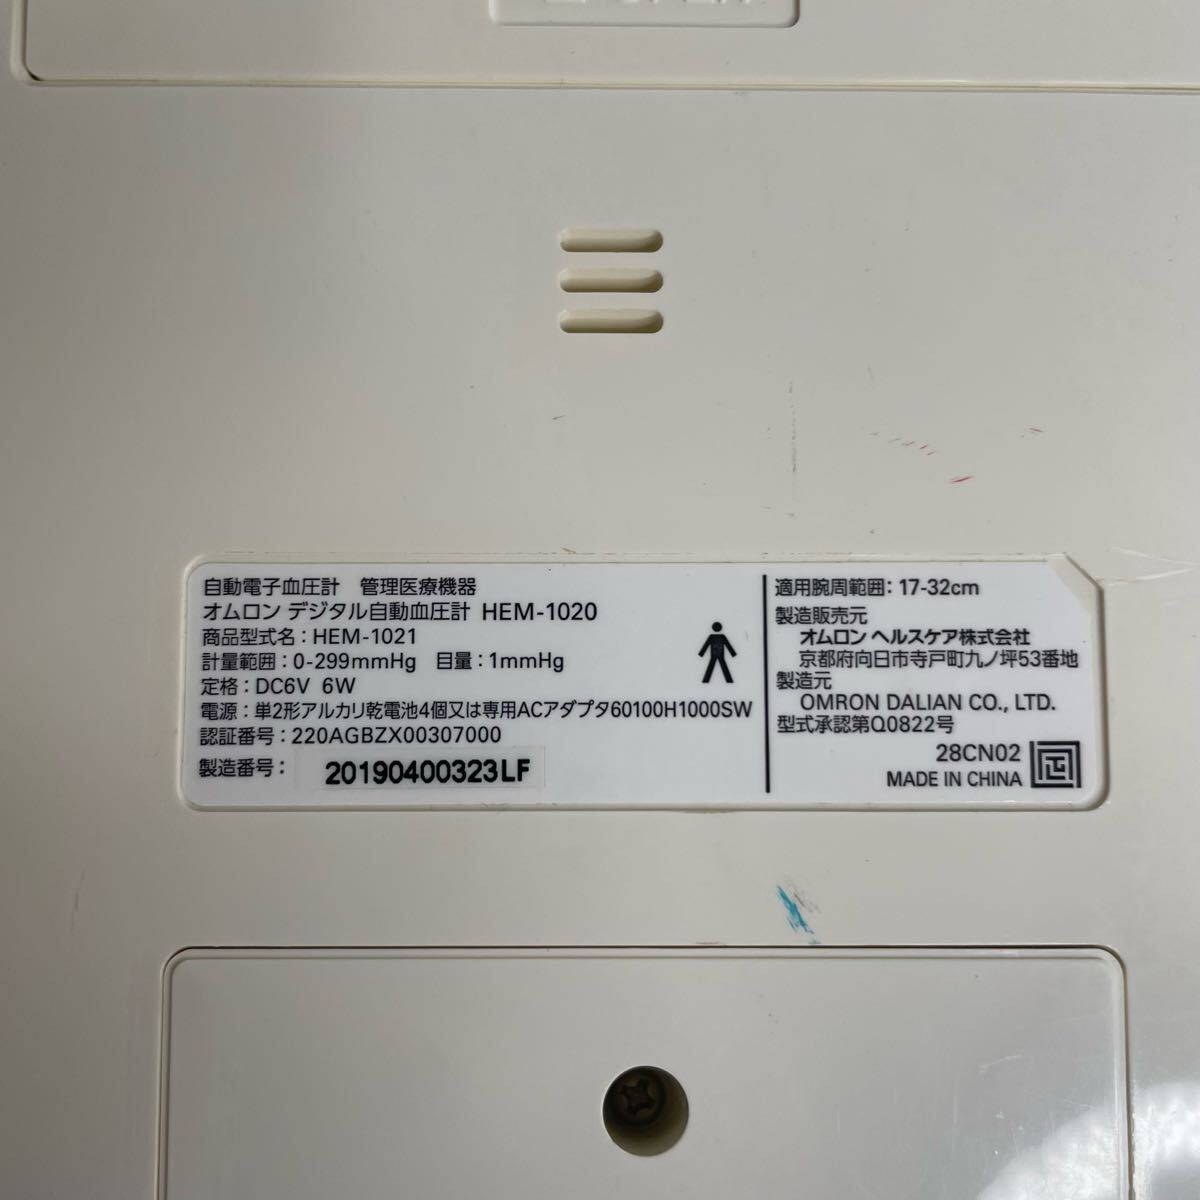 自動電子血圧計　管理医療機器
オムロン デジタル自動血圧計 HEM-1020
商品型式名：HEM-1021
計量範囲：0-299mmHg　目量：1mmHg
定格：DC6V 6W
電源：単2形アルカリ乾電池4個又は専用ACアダプタ60100H1000SW
認証番号：220AGBZX00307000
製造番号：
20190400323LF
適用腕周範囲：17-32cm
製造販売元
オムロン ヘルスケア株式会社
京都府向日市寺戸町九ノ坪53番地
製造元
OMRON DALIAN CO., LTD.
型式承認第Q0822号
28CN02
MADE IN CHINA